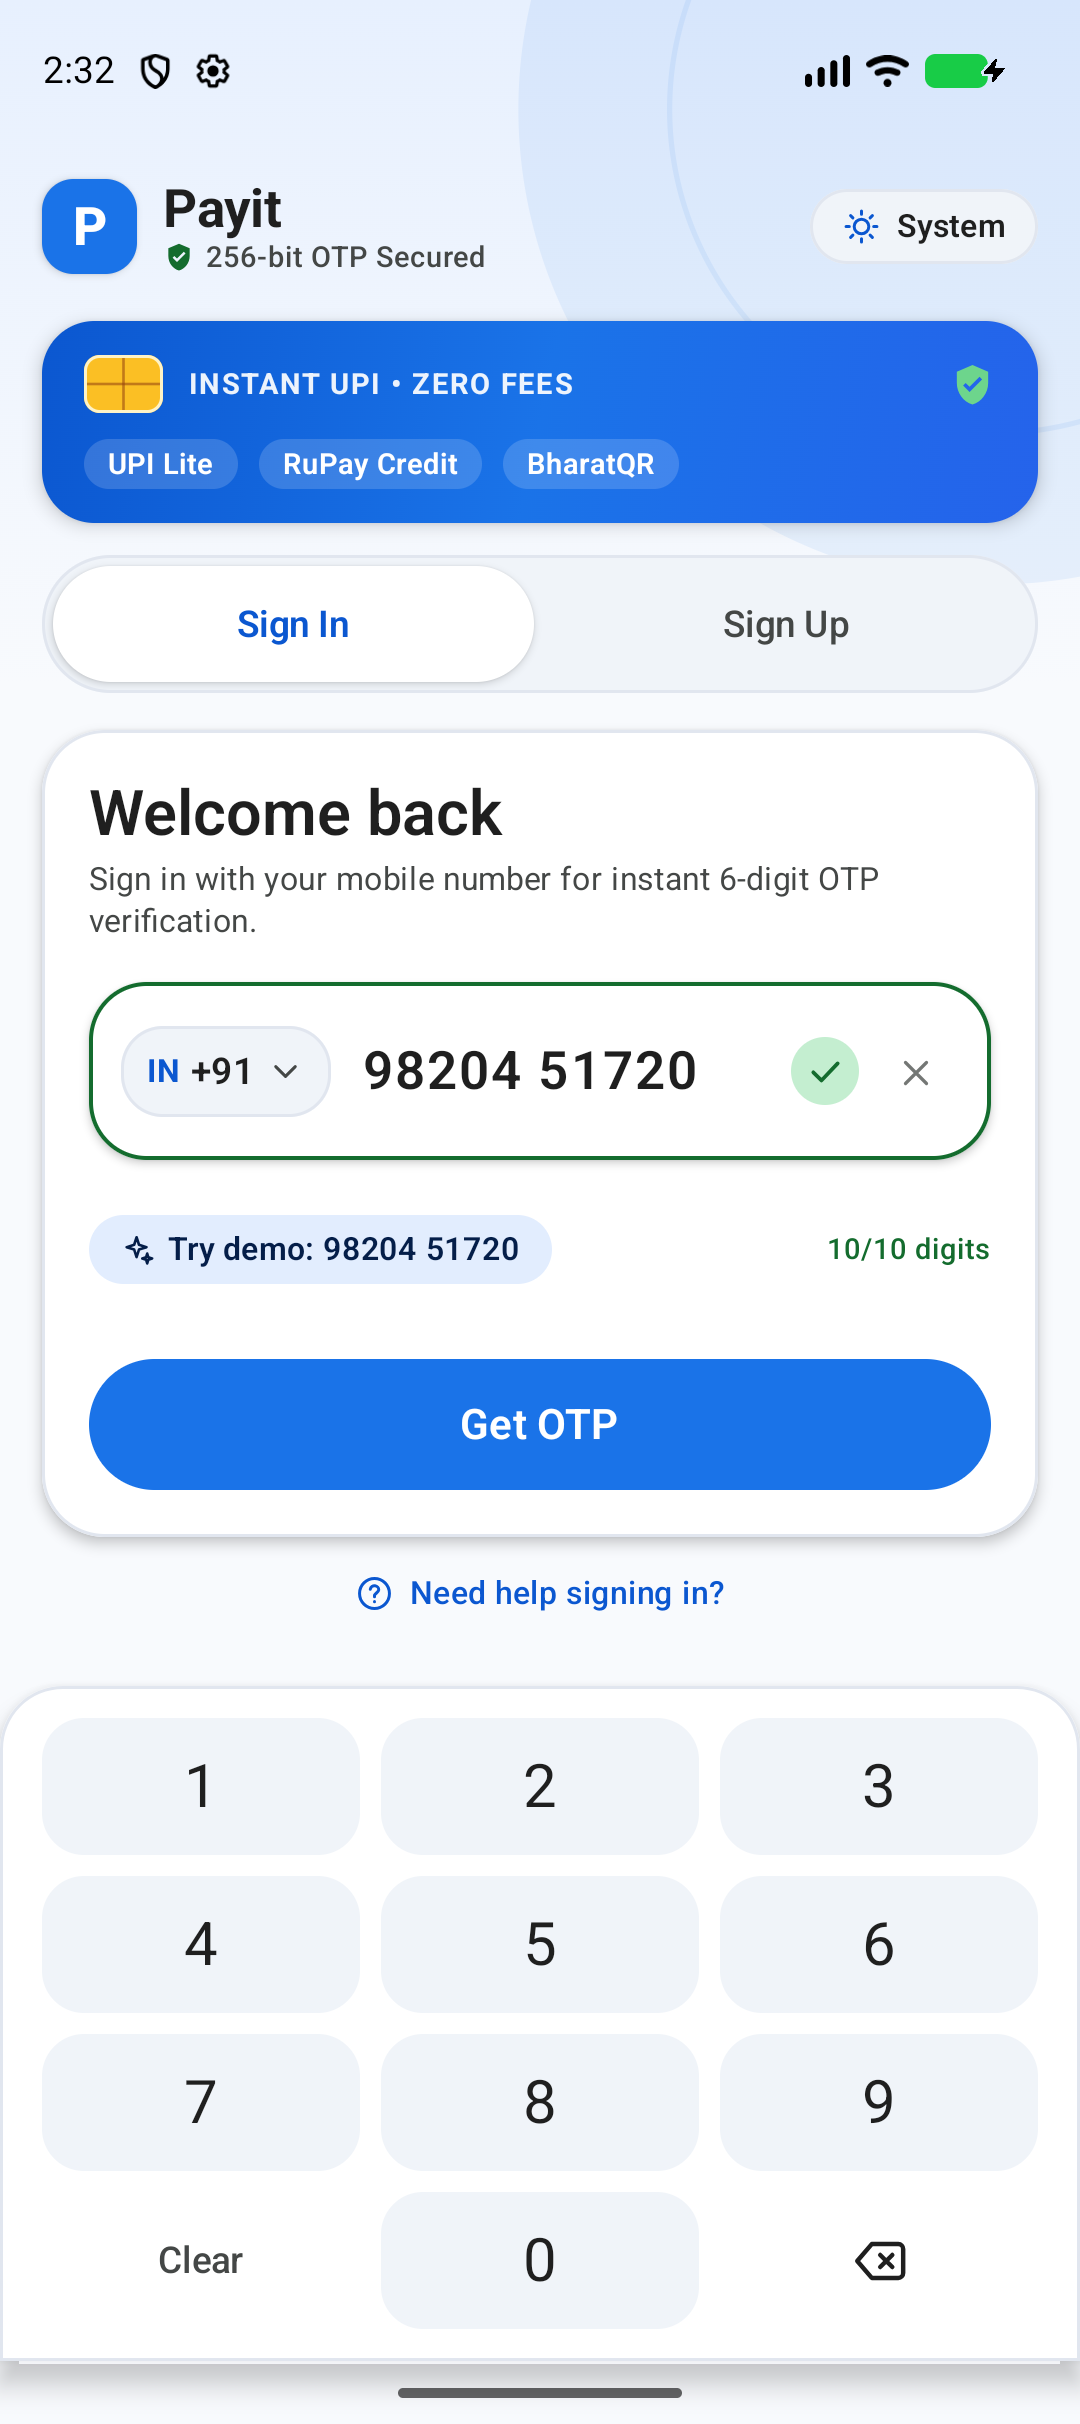 2:32
P
Payit
256-bit OTP Secured
System
INSTANT UPI • ZERO FEES
UPI Lite
RuPay Credit
BharatQR
Sign In
Sign Up
Welcome back
Sign in with your mobile number for instant 6-digit OTP
verification.
IN +91
98204 51720
Try demo: 98204 51720
10/10 digits
Get OTP
Need help signing in?
1
2
3
4
5
6
7
8
9
Clear
0